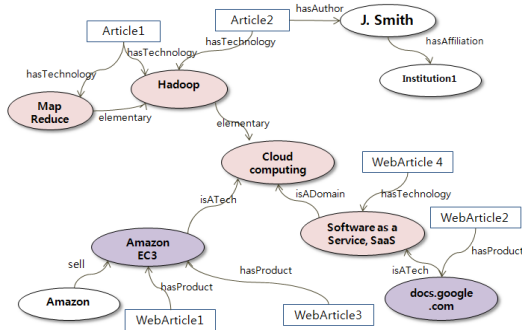 hasAuthor
Article2
J. Smith
Article1
hasTechnology
hasTechnology
hasAffiliation
hasTechnology
Hadoop
Institution1
Map
Reduce
elementary
elementary
Cloud
computing
WebArticle 4
isATech
isADomain
hasTechnology
WebArticle2
Software as a
Service, SaaS
Amazon
EC3
hasProduct
sell
hasProduct
isATech
hasProduct
Amazon
docs.google
.com
WebArticle1
WebArticle3